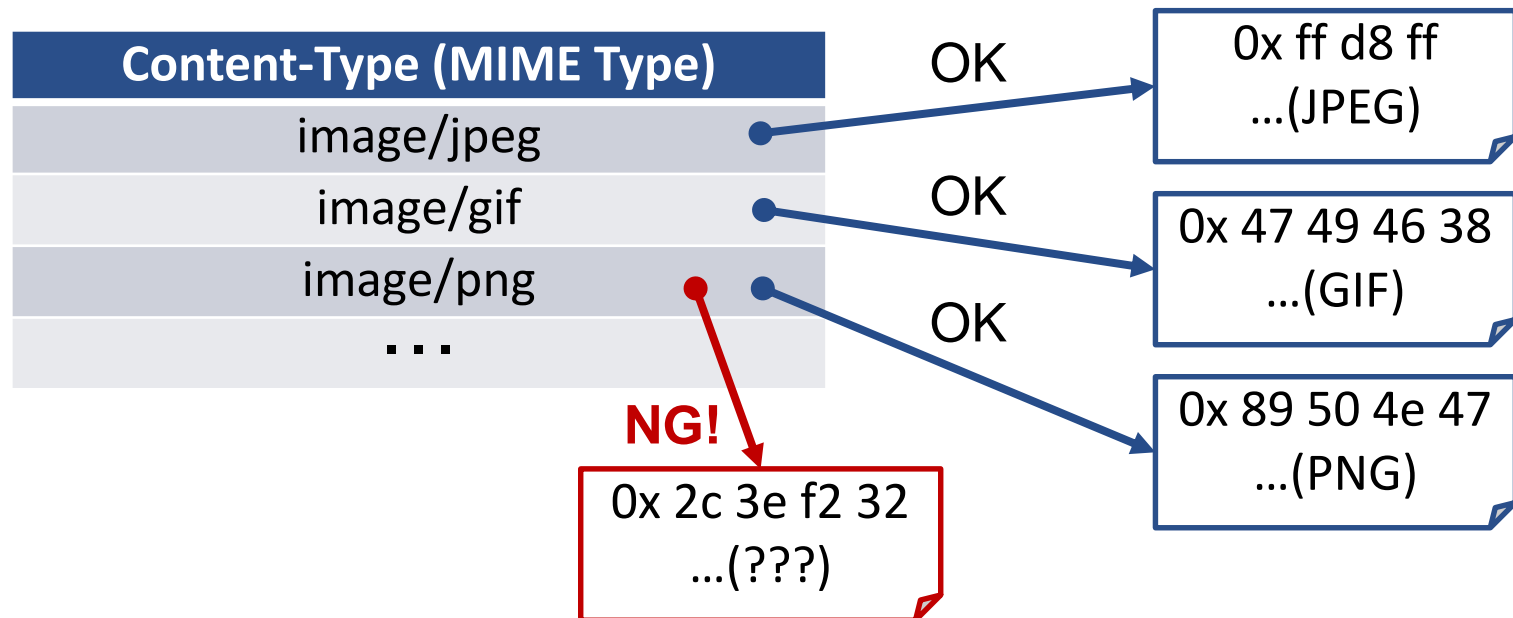 Content-Type (MIME Type)
image/jpeg
image/gif
image/png
...
OK
OK
OK
NG!
0x ff d8 ff
...(JPEG)
0x 47 49 46 38
...(GIF)
0x 89 50 4e 47
...(PNG)
0x 2c 3e f2 32
...(???)